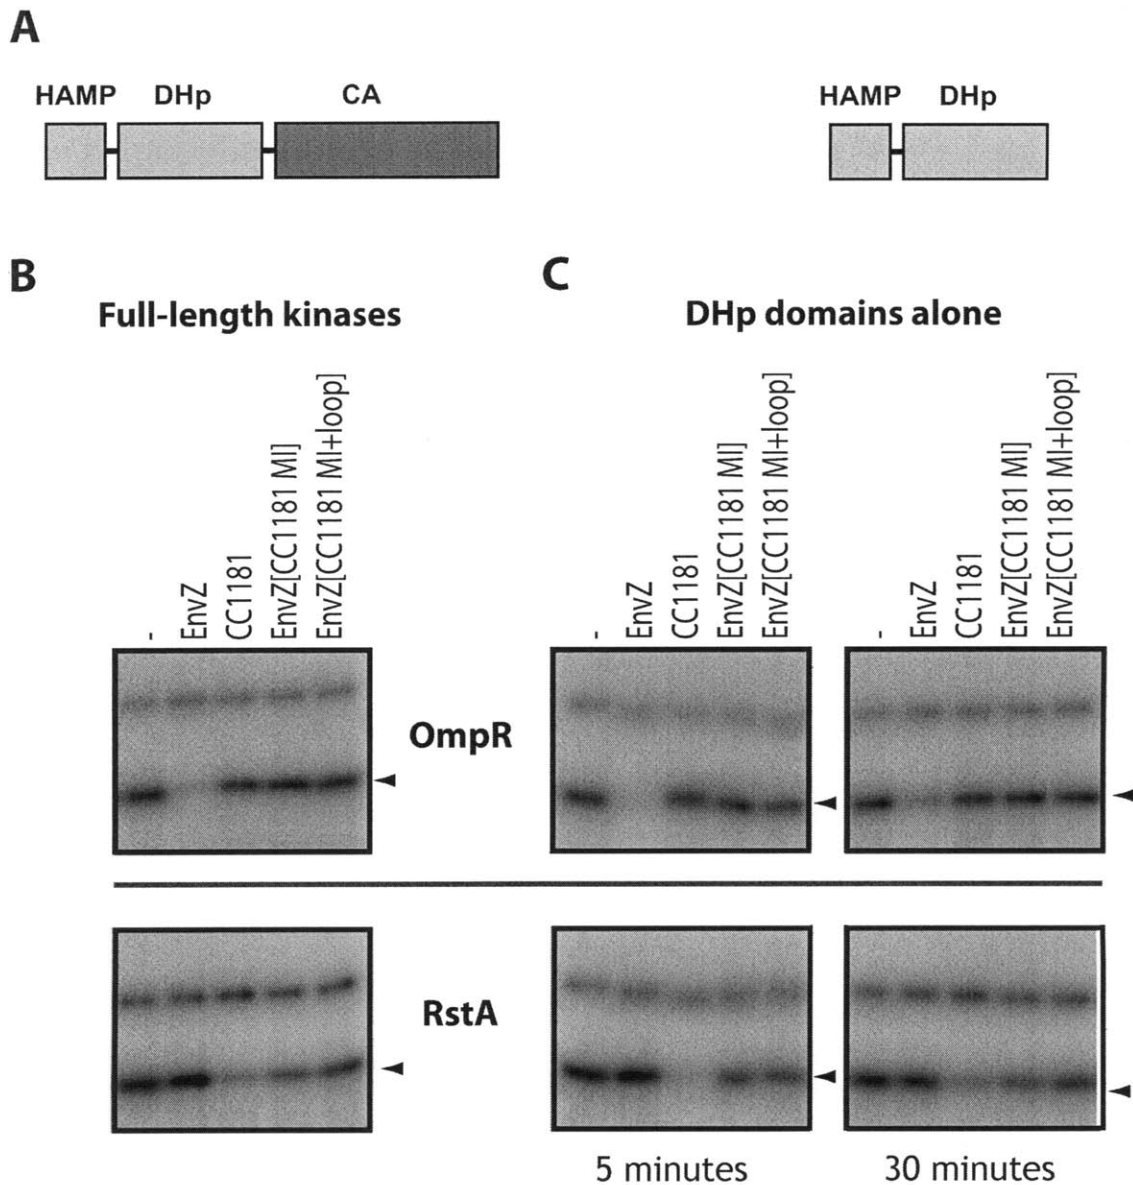 A
HAMP DHp CA
HAMP DHp
B
Full-length kinases
-
EnvZ
CC1181
EnvZ[CC1181 MI]
EnvZ[CC1181 MI+loop]
C
DHp domains alone
-
EnvZ
CC1181
EnvZ[CC1181 MI]
EnvZ[CC1181 MI+loop]
-
EnvZ
CC1181
EnvZ[CC1181 MI]
EnvZ[CC1181 MI+loop]
OmpR
RstA
5 minutes
30 minutes